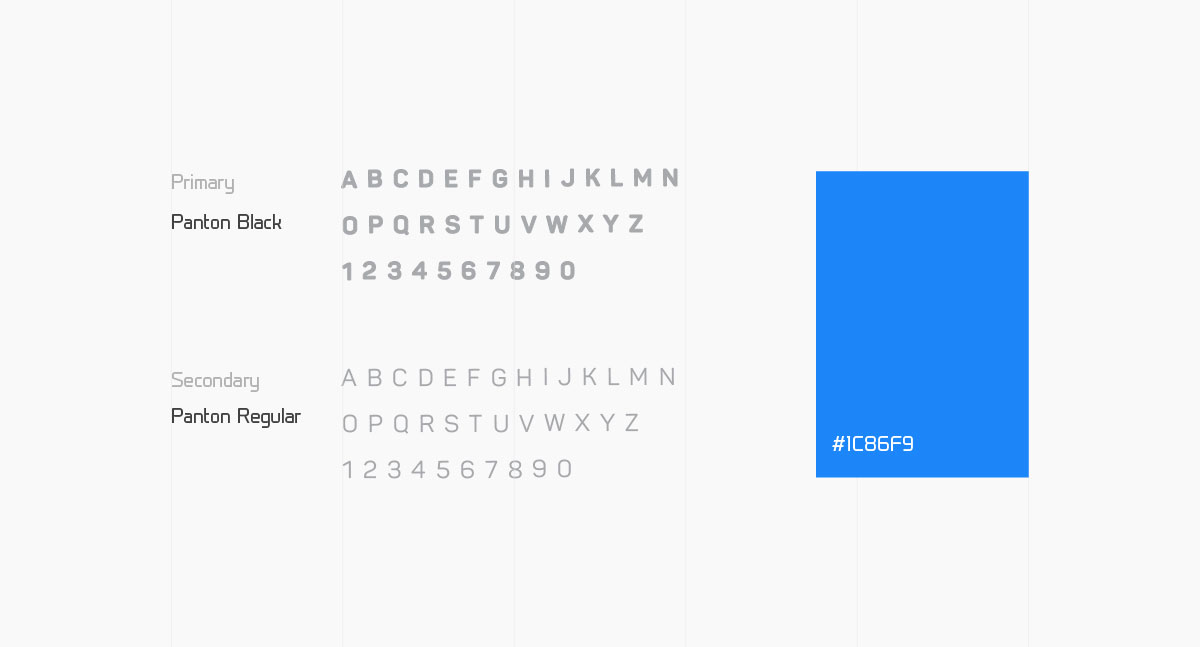 Primary
Panton Black
A B C D E F G H I J K L M N
O P Q R S T U V W X Y Z
1 2 3 4 5 6 7 8 9 0
Secondary
Panton Regular
A B C D E F G H I J K L M N
O P Q R S T U V W X Y Z
1 2 3 4 5 6 7 8 9 0
#1C86F9